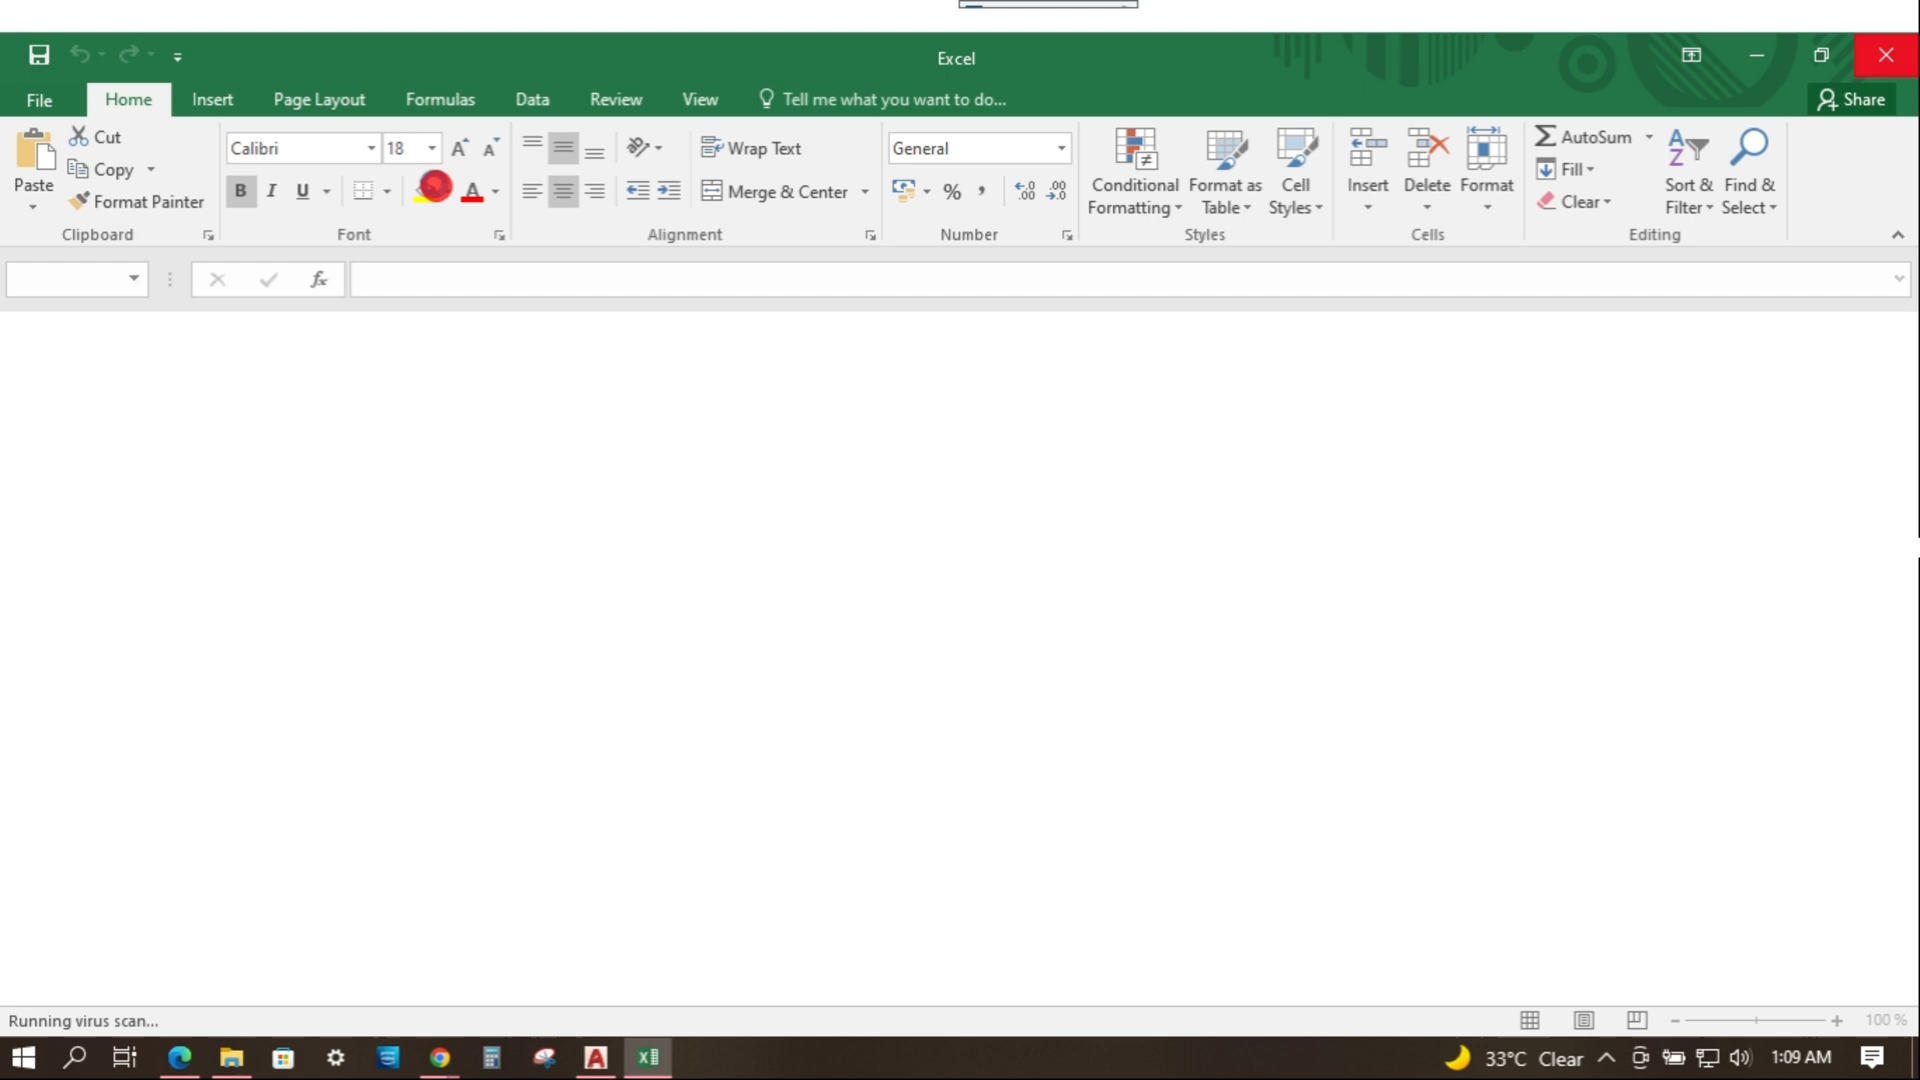 Excel
File Home Insert Page Layout Formulas Data Review View Tell me what you want to do... Share
Paste
Cut
Copy
Format Painter
Clipboard
Calibri 18
B I U A
Font
Wrap Text
Merge & Center
Alignment
General
% ,
Number
Conditional Formatting
Format as Table
Cell Styles
Styles
Insert Delete Format
Cells
AutoSum
Fill
Clear
Sort & Filter
Find & Select
Editing
fx
Running virus scan...
100 %
33°C Clear 1:09 AM